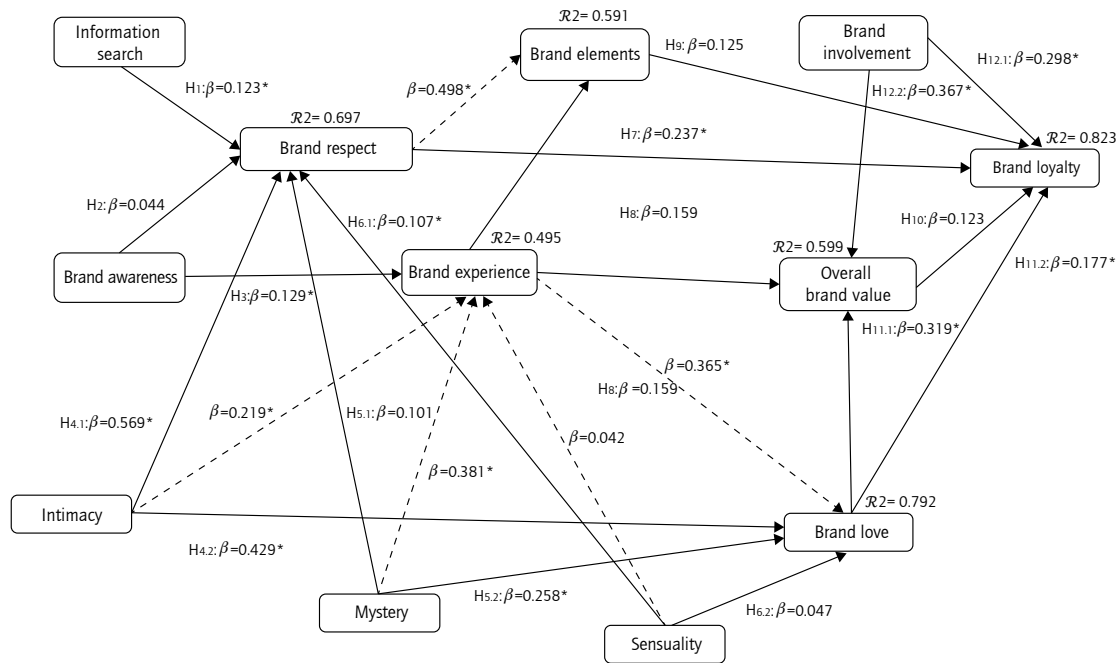 Information
search
ℛ2= 0.591
Brand elements
Brand
involvement
H9: β=0.125
H12.1: β=0.298*
β=0.498*
H1: β=0.123*
H12.2: β=0.367*
ℛ2= 0.697
Brand respect
H7: β=0.237*
ℛ2= 0.823
Brand loyalty
H2: β=0.044
H6.1: β=0.107*
H8: β=0.159
H10: β=0.123
ℛ2= 0.495
ℛ2= 0.599
Brand awareness
Brand experience
Overall
brand value
H11.2: β=0.177*
H3: β=0.129*
H11.1: β=0.319*
β=0.365*
H8: β=0.159
β=0.219*
H5.1: β=0.101
H4.1: β=0.569*
β=0.042
β=0.381*
Intimacy
ℛ2= 0.792
Brand love
H4.2: β=0.429*
H5.2: β=0.258*
H6.2: β=0.047
Mystery
Sensuality